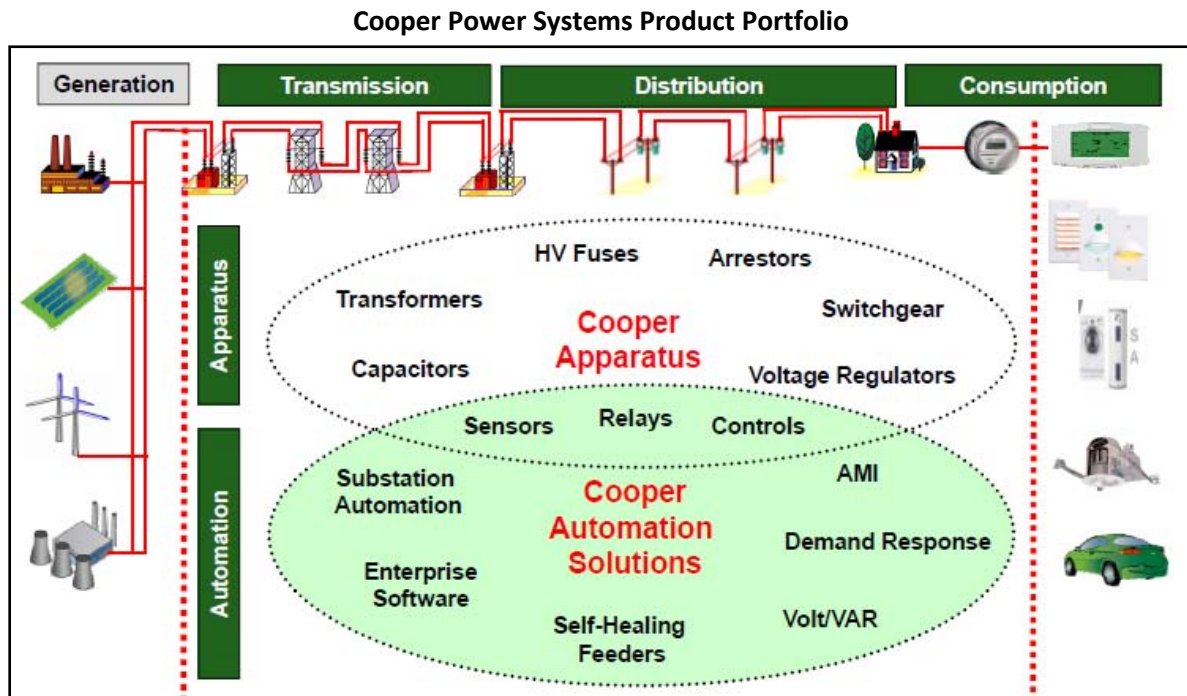 Cooper Power Systems Product Portfolio
Generation
Transmission
Distribution
Consumption
Apparatus
HV Fuses
Arrestors
Transformers
Switchgear
Cooper
Apparatus
Capacitors
Voltage Regulators
Sensors
Relays
Controls
Automation
Substation
Automation
Cooper
Automation
Solutions
AMI
Demand Response
Enterprise
Software
Self-Healing
Feeders
Volt/VAR
S
A